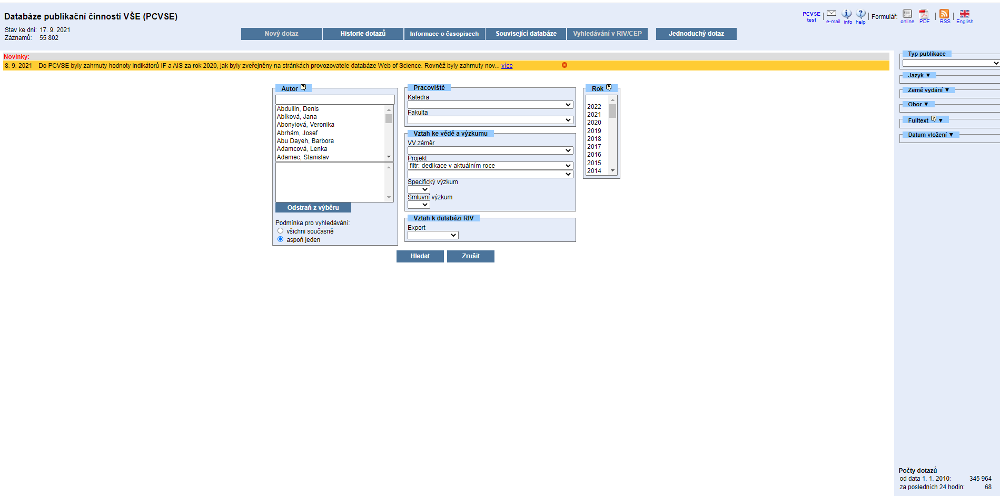 Databáze publikační činnosti VŠE (PCVSE)
Stav ke dni: 17. 9. 2021
Záznamů: 55 802
Nový dotaz
Historie dotazů
Informace o časopisech
Související databáze
Vyhledávání v RIV/CEP
Jednoduchý dotaz
PCVSE test
e-mail
info
help
Formulář:
online
PDF
RSS
English
Novinky:
8. 9. 2021 Do PCVSE byly zahrnuty hodnoty indikátorů IF a AIS za rok 2020, jak byly zveřejněny na stránkách provozovatele databáze Web of Science. Rovněž byly zahrnuty nov... více
Autor
Abdullin, Denis
Abíková, Jana
Abonyiová, Veronika
Abrhám, Josef
Abu Dayeh, Barbora
Adamcová, Lenka
Adamec, Stanislav
Odstraň z výběru
Podmínka pro vyhledávání:
všichni současně
aspoň jeden
Pracoviště
Katedra
Fakulta
Vztah ke vědě a výzkumu
VV záměr
Projekt
filtr: dedikace v aktuálním roce
Specifický výzkum
Smluvní výzkum
Vztah k databázi RIV
Export
Rok
2022
2021
2020
2019
2018
2017
2016
2015
2014
Hledat
Zrušit
Typ publikace
Jazyk ▼
Země vydání ▼
Obor ▼
Fulltext ▼
Datum vložení ▼
Počty dotazů
od data 1. 1. 2010: 345 964
za posledních 24 hodin: 68